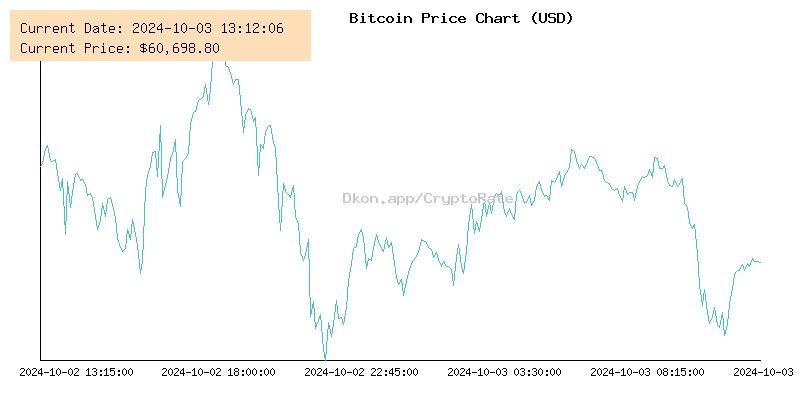 Bitcoin Price Chart (USD)
Current Date: 2024-10-03 13:12:06
Current Price: $60,698.80
Dkon.app/CryptoRate
2024-10-02 13:15:00 2024-10-02 18:00:00 2024-10-02 22:45:00 2024-10-03 03:30:00 2024-10-03 08:15:00 2024-10-03